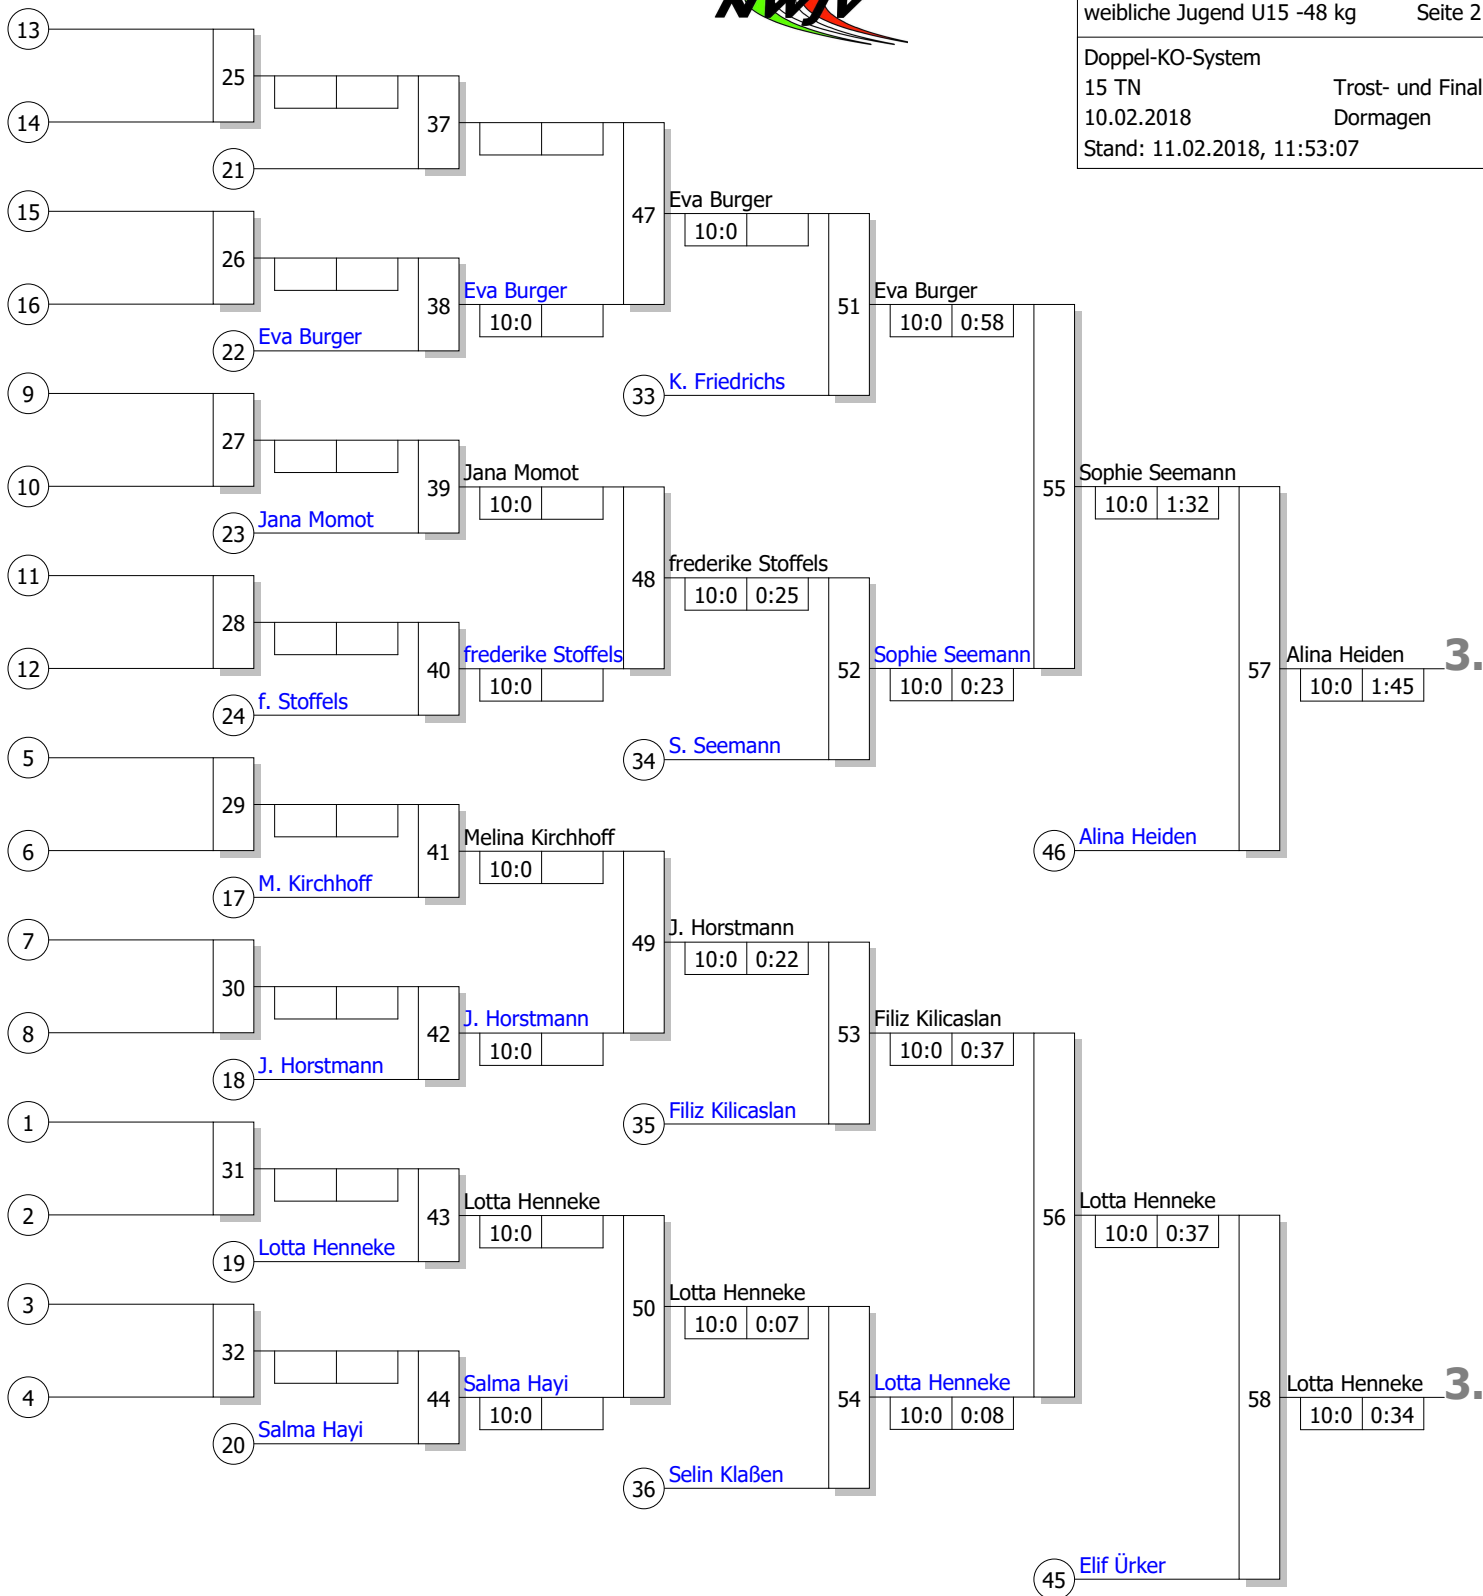 NWJV
weibliche Jugend U15 -48 kg Seite 2
Doppel-KO-System
15 TN Trost- und Final
10.02.2018 Dormagen
Stand: 11.02.2018, 11:53:07
13
25
14
37
21
15
47
Eva Burger
10:0
26
16
38
Eva Burger
10:0
22
Eva Burger
51
Eva Burger
10:0 0:58
33
K. Friedrichs
9
27
10
39
Jana Momot
10:0
23
Jana Momot
55
Sophie Seemann
10:0 1:32
11
48
frederike Stoffels
10:0 0:25
28
12
40
frederike Stoffels
10:0
24
f. Stoffels
52
Sophie Seemann
10:0 0:23
57
Alina Heiden
10:0 1:45
3.
34
S. Seemann
5
29
6
41
Melina Kirchhoff
10:0
46
Alina Heiden
17
M. Kirchhoff
7
49
J. Horstmann
10:0 0:22
30
8
42
J. Horstmann
10:0
18
J. Horstmann
53
Filiz Kilicaslan
10:0 0:37
35
Filiz Kilicaslan
1
31
2
43
Lotta Henneke
10:0
19
Lotta Henneke
56
Lotta Henneke
10:0 0:37
3
50
Lotta Henneke
10:0 0:07
32
4
44
Salma Hayi
10:0
20
Salma Hayi
54
Lotta Henneke
10:0 0:08
58
Lotta Henneke
10:0 0:34
3.
36
Selin Klaßen
45
Elif Ürker